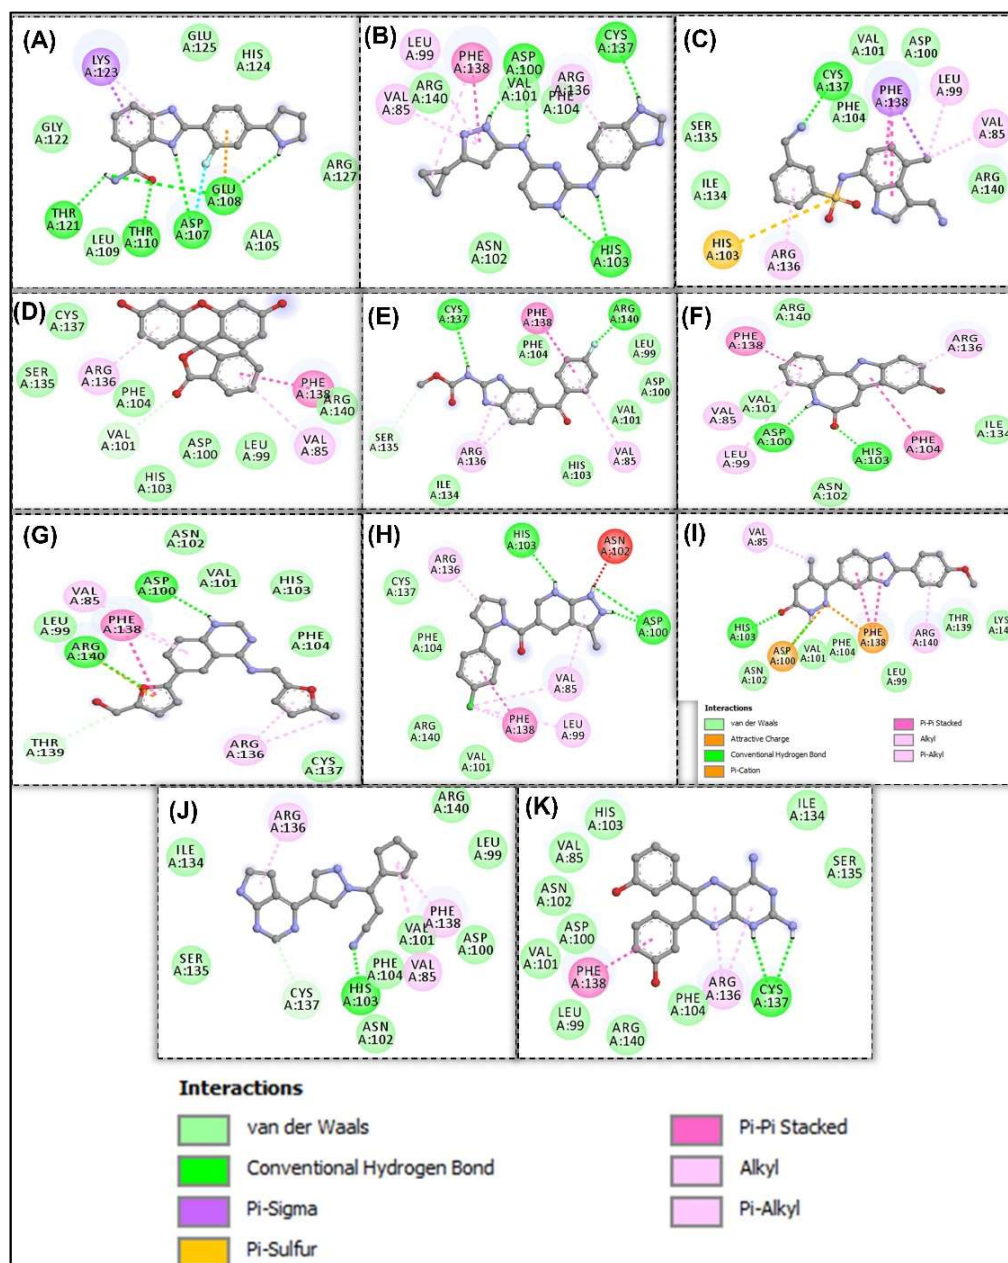 (A)
GLU
A:125
HIS
A:124
LYS
A:123
GLY
A:122
ARG
A:127
GLU
A:108
THR
A:121
LEU
A:109
THR
A:110
ASP
A:107
ALA
A:105
(B)
LEU
A:99
PHE
A:138
ASP
A:100
CYS
A:137
VAL
A:85
ARG
A:140
VAL
A:101
ARG
A:136
PHE
A:104
ASN
A:102
HIS
A:103
(C)
VAL
A:101
ASP
A:100
CYS
A:137
PHE
A:104
PHE
A:138
LEU
A:99
VAL
A:85
SER
A:135
ILE
A:134
ARG
A:140
HIS
A:103
ARG
A:136
(D)
CYS
A:137
SER
A:135
ARG
A:136
PHE
A:104
PHE
A:138
ARG
A:140
VAL
A:101
ASP
A:100
LEU
A:99
VAL
A:85
HIS
A:103
(E)
CYS
A:137
PHE
A:138
ARG
A:140
PHE
A:104
LEU
A:99
ASP
A:100
VAL
A:101
SER
A:135
ARG
A:136
VAL
A:85
HIS
A:103
ILE
A:134
(F)
ARG
A:140
PHE
A:138
ARG
A:136
VAL
A:85
VAL
A:101
ASP
A:100
LEU
A:99
HIS
A:103
PHE
A:104
ILE
A:134
ASN
A:102
(G)
ASN
A:102
ASP
A:100
VAL
A:101
HIS
A:103
VAL
A:85
PHE
A:138
LEU
A:99
ARG
A:140
PHE
A:104
THR
A:139
ARG
A:136
CYS
A:137
(H)
HIS
A:103
ASN
A:102
ARG
A:136
CYS
A:137
ASP
A:100
PHE
A:104
VAL
A:85
ARG
A:140
PHE
A:138
LEU
A:99
VAL
A:101
(I)
VAL
A:85
HIS
A:103
ASP
A:100
VAL
A:101
PHE
A:104
PHE
A:138
ARG
A:140
THR
A:139
ASN
A:102
LEU
A:99
Interactions
van der Waals
Attractive Charge
Conventional Hydrogen Bond
Pi-Cation
Pi-Pi Stacked
Alkyl
Pi-Alkyl
(J)
ARG
A:136
ARG
A:140
ILE
A:134
LEU
A:99
PHE
A:138
VAL
A:101
ASP
A:100
SER
A:135
PHE
A:104
VAL
A:85
CYS
A:137
HIS
A:103
ASN
A:102
(K)
HIS
A:103
ILE
A:134
VAL
A:85
SER
A:135
ASN
A:102
ASP
A:100
VAL
A:101
PHE
A:138
ARG
A:136
CYS
A:137
PHE
A:104
LEU
A:99
ARG
A:140
Interactions
van der Waals
Conventional Hydrogen Bond
Pi-Sigma
Pi-Sulfur
Pi-Pi Stacked
Alkyl
Pi-Alkyl